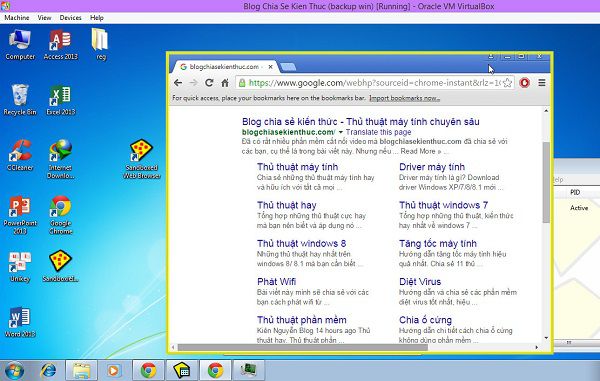 Blog Chia Se Kien Thuc (backup win) [Running] - Oracle VM VirtualBox
Machine View Devices Help
Computer
Access 2013
reg
Recycle Bin
Excel 2013
CCleaner
Internet Downlo...
Sandboxed Web Browser
PowerPoint 2013
Google Chrome
Unikey
Sandboxi...
Word 2013
blogchiasekienthuc.com -
https://www.google.com/webhp?sourceid=chrome-instant&rlz=1C
For quick access, place your bookmarks here on the bookmarks bar. Import bookmarks now...
Blog chia sẻ kiến thức - Thủ thuật máy tính chuyên sâu
blogchiasekienthuc.com/ Translate this page
Đã có rất nhiều phần mềm cắt nối video mà blogchiasekienthuc.com đã chia sẻ với
các bạn, cụ thể là trong bài viết này. Nhưng nếu ... Read More » ...
Thủ thuật máy tính
Chia sẻ những thủ thuật máy tính hay
và hữu ích với tất cả mọi ...
Driver máy tính
Driver máy tính là gì? Download
driver Windows XP/7/8/8.1 mới ...
Thủ thuật hay
Tổng hợp những thủ thuật cực hay
mà bạn nên biết và áp dụng nó ...
Thủ thuật windows 7
Tổng hợp những thủ thuật, kiến thức
hay nhất về windows 7. ...
Thủ thuật windows 8
Những thủ thuật hay nhất trên
windows 8/ 8.1 mà bạn cần biết ...
Tăng tốc máy tính
Hướng dẫn tăng tốc máy tính hiệu
quả nhất. Chia sẻ 11 thủ ...
Phát Wifi
Bài viết này mình sẽ chia sẻ với các
bạn cách phát wifi từ ...
Diệt Virus
Hướng dẫn và chia sẻ các phần mềm
diệt virus tốt nhất, hiệu ...
Thủ thuật phần mềm
Kiên Nguyễn Blog 14 hours ago Thủ
thuật hay. Thủ thuật phần ...
Chia ổ cứng
Hướng dẫn chi tiết cách chia ổ cứng
không dùng phần mềm ...
Help
PID
Active